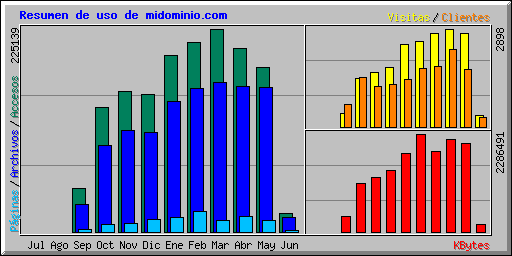 Resumen de uso de midominio.com
Visitas/Clientes
225139
Páginas/Archivos/Accesos
2898
2286491
Jul Ago Sep Oct Nov Dic Ene Feb Mar Abr May Jun
KBytes